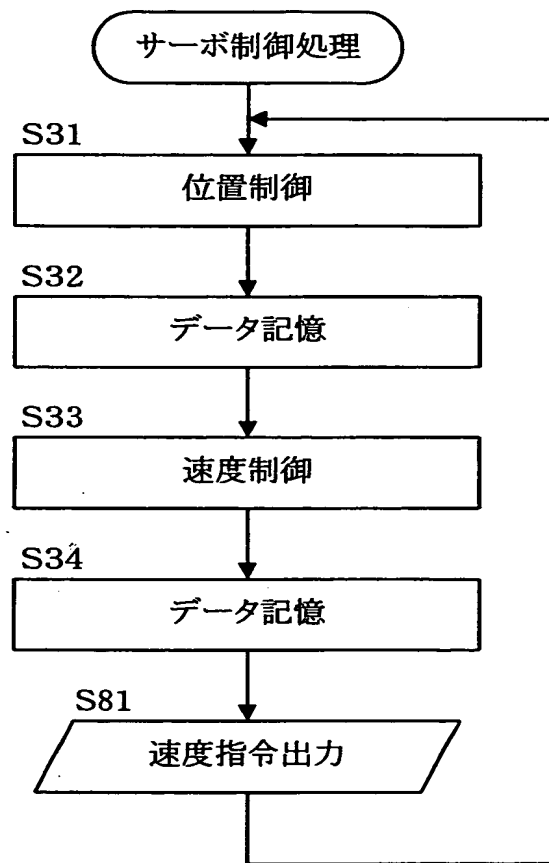 サーボ制御処理
S31
位置制御
S32
データ記憶
S33
速度制御
S34
データ記憶
S81
速度指令出力